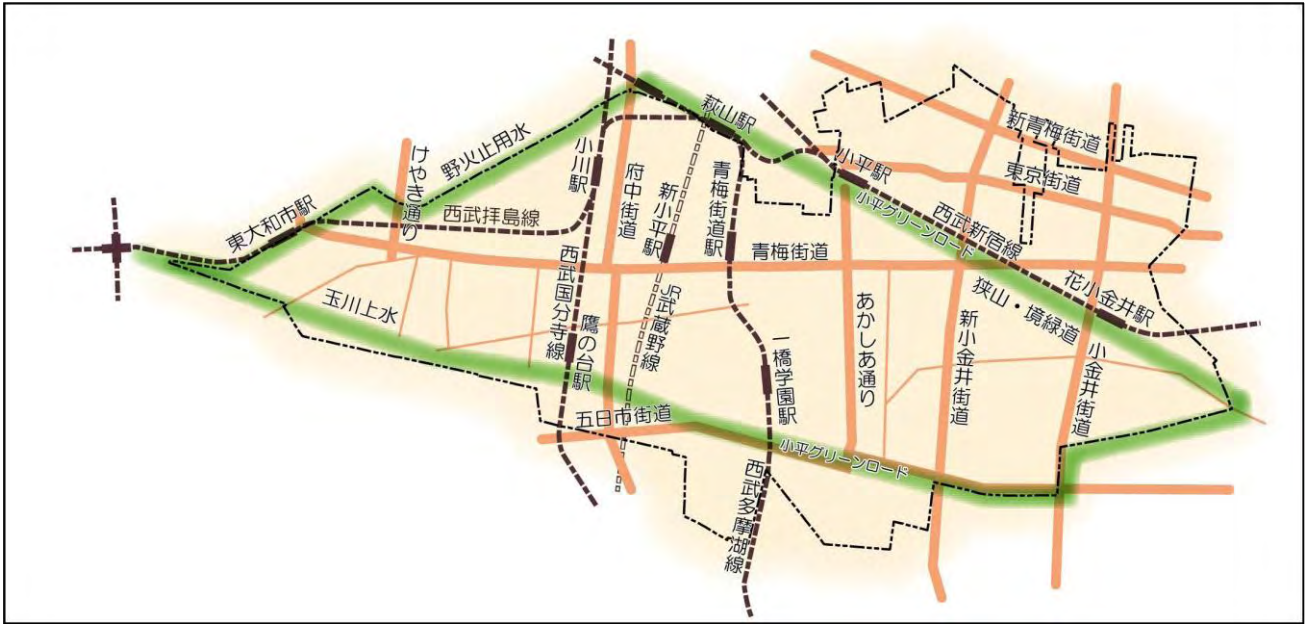 萩山駅
新青梅街道
小平駅
東京街道
野火止用水
小川駅
けやき通り
府中街道
新小平駅
青梅街道駅
小平グリーンロード
西武新宿線
東大和市駅
西武拝島線
青梅街道
花小金井駅
狭山・境緑道
玉川上水
西武国分寺線
鷹の台駅
JR武蔵野線
一橋学園駅
あかしあ通り
新小金井街道
小金井街道
五日市街道
小平グリーンロード
西武多摩湖線